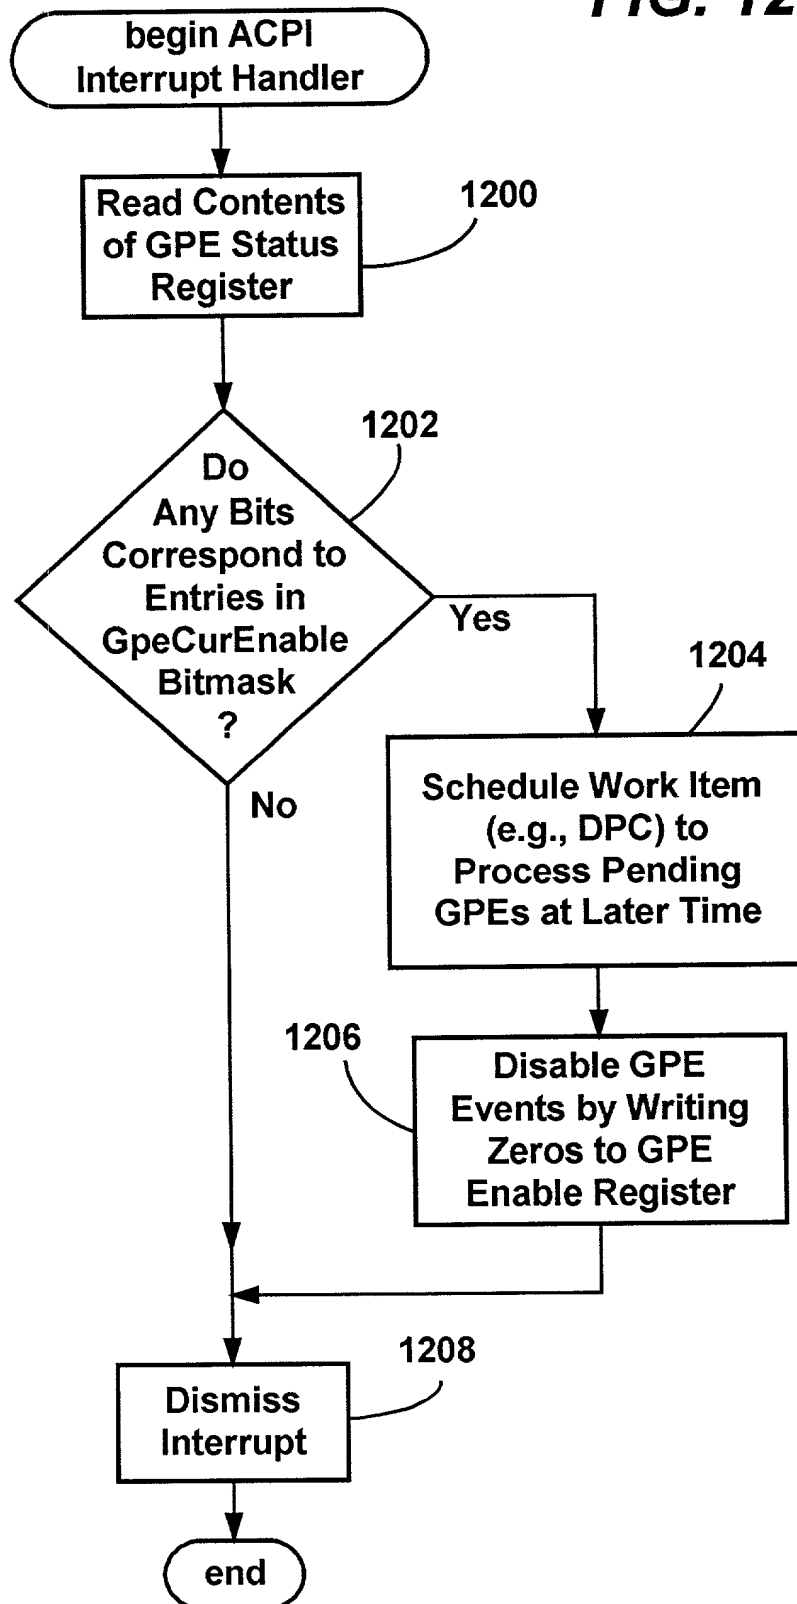 FIG. 12
begin ACPI
Interrupt Handler
Read Contents
of GPE Status
Register
1200
1202
Do
Any Bits
Correspond to
Entries in
GpeCurEnable
Bitmask
?
Yes
No
1204
Schedule Work Item
(e.g., DPC) to
Process Pending
GPEs at Later Time
1206
Disable GPE
Events by Writing
Zeros to GPE
Enable Register
1208
Dismiss
Interrupt
end